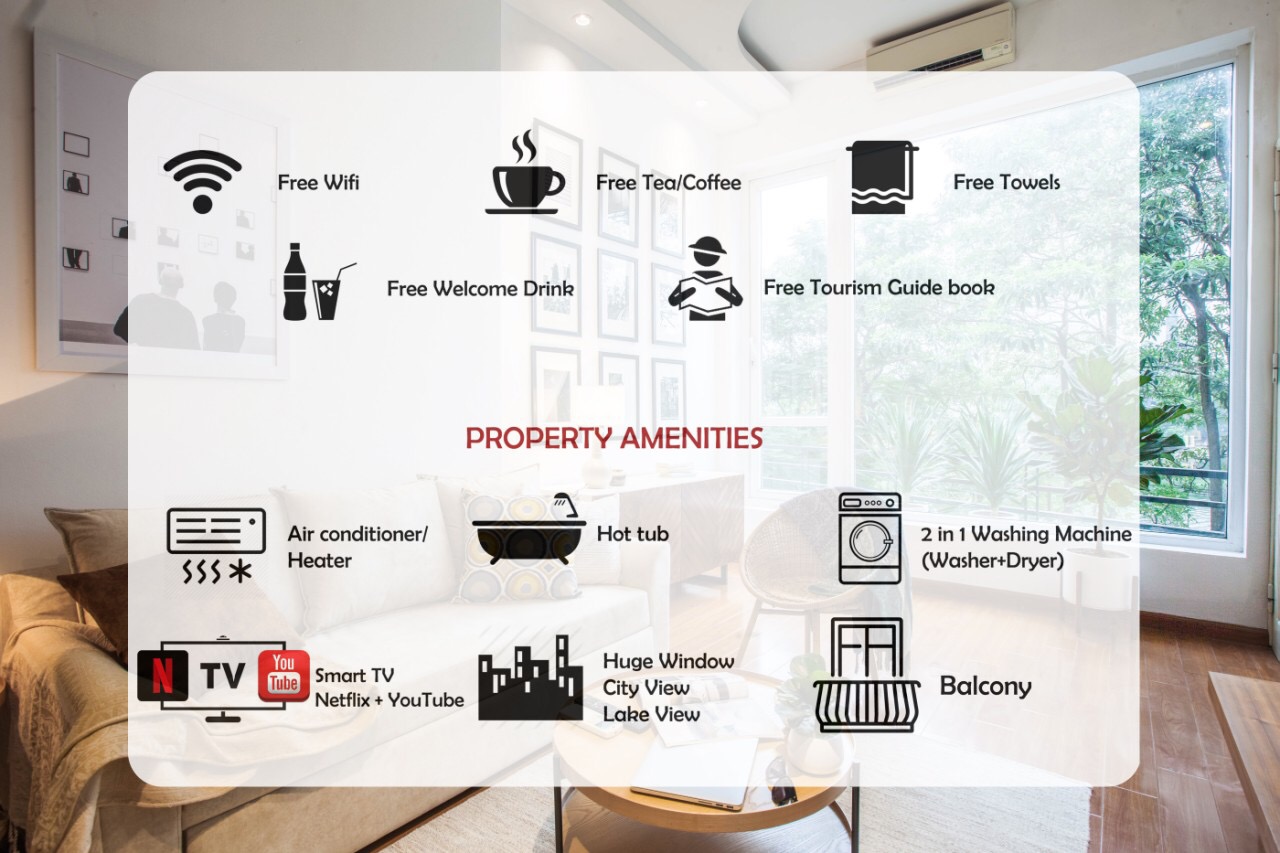 Free Wifi
Free Tea/Coffee
Free Towels
Free Welcome Drink
Free Tourism Guide book
PROPERTY AMENITIES
Air conditioner/
Heater
Hot tub
2 in 1 Washing Machine
(Washer+Dryer)
N
TV
You
Tube
Smart TV
Netflix + YouTube
Huge Window
City View
Lake View
Balcony